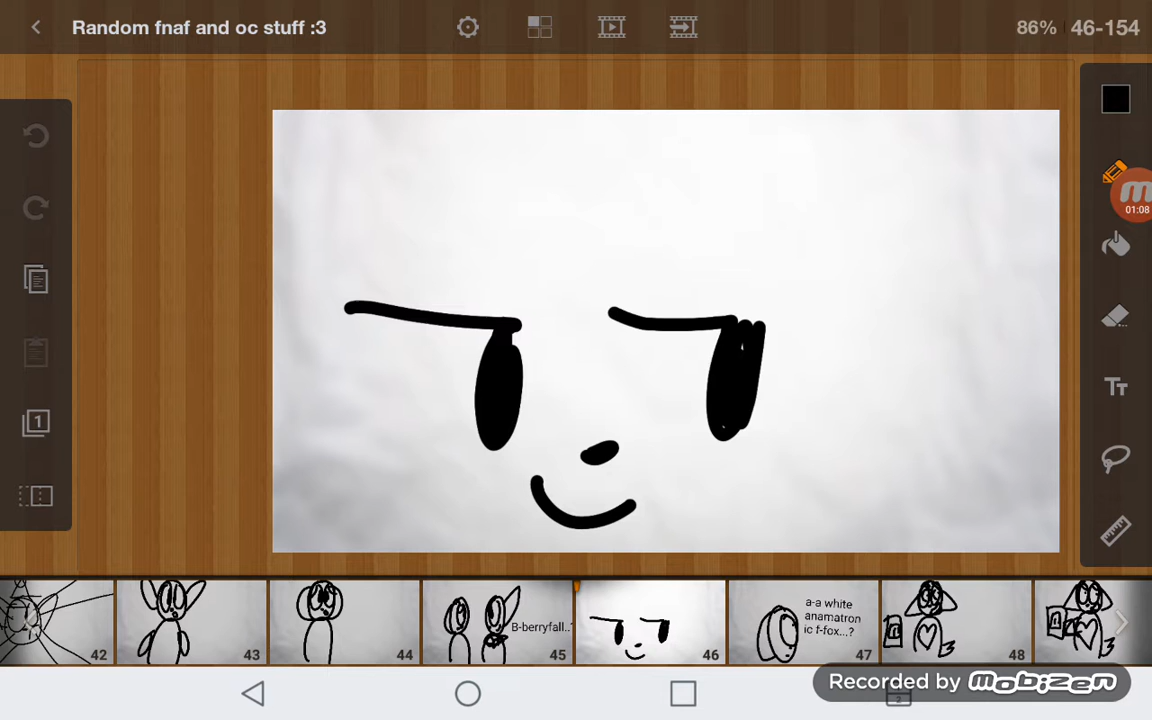 Random fnaf and oc stuff :3
86%
46-154
01:08
1
42
43
44
B-berryfall..
45
46
a-a white
anamatron
ic f-fox...?
47
48
Recorded by mobizen